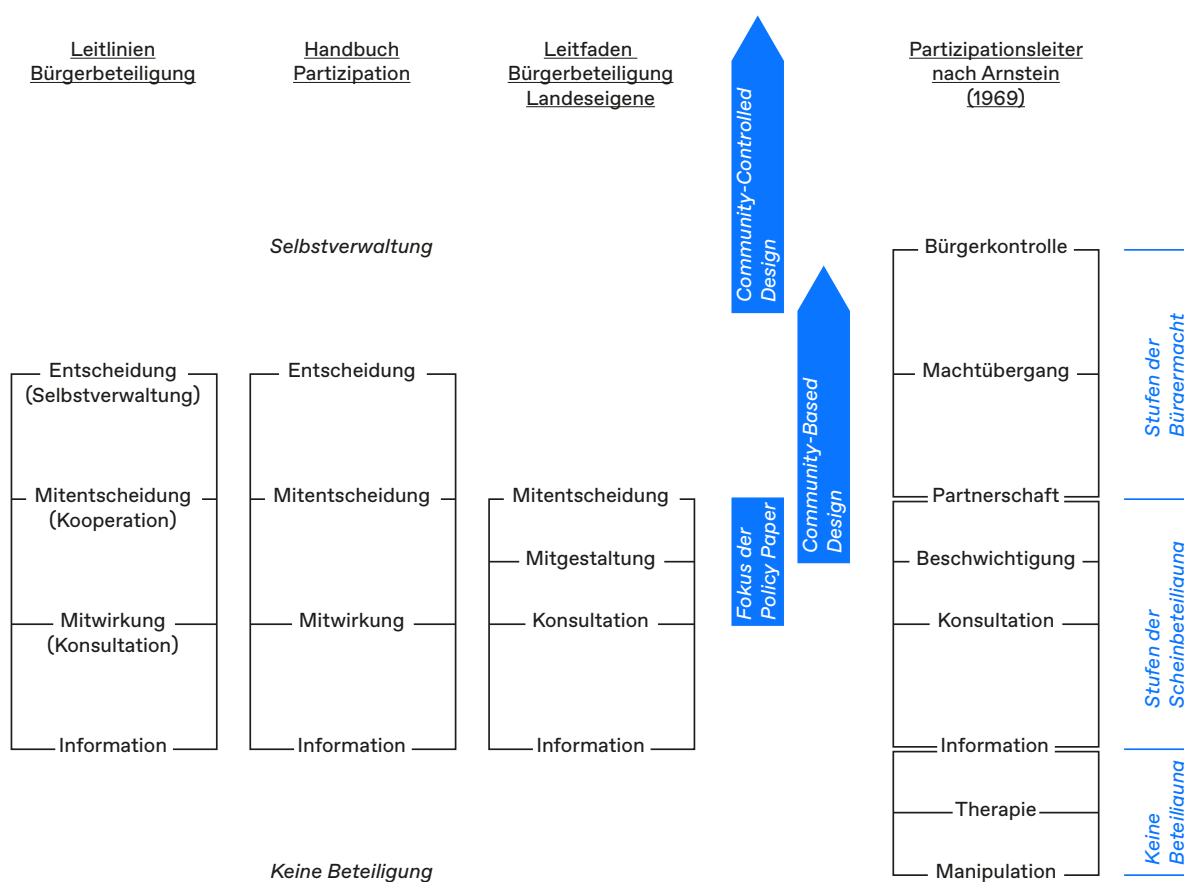 Leitlinien
Bürgerbeteiligung
Handbuch
Partizipation
Leitfaden
Bürgerbeteiligung
Landeseigene
Partizipationsleiter
nach Arnstein
(1969)
Selbstverwaltung
Entscheidung
(Selbstverwaltung)
Mitentscheidung
(Kooperation)
Mitwirkung
(Konsultation)
Information
Entscheidung
Mitentscheidung
Mitwirkung
Information
Mitentscheidung
Mitgestaltung
Konsultation
Information
Keine Beteiligung
Community-Controlled
Design
Fokus der
Policy Paper
Community-Based
Design
Bürgerkontrolle
Machtübergang
Partnerschaft
Beschwichtigung
Konsultation
Information
Therapie
Manipulation
Stufen der
Bürgermacht
Stufen der
Scheinbeteiligung
Keine
Beteiligung